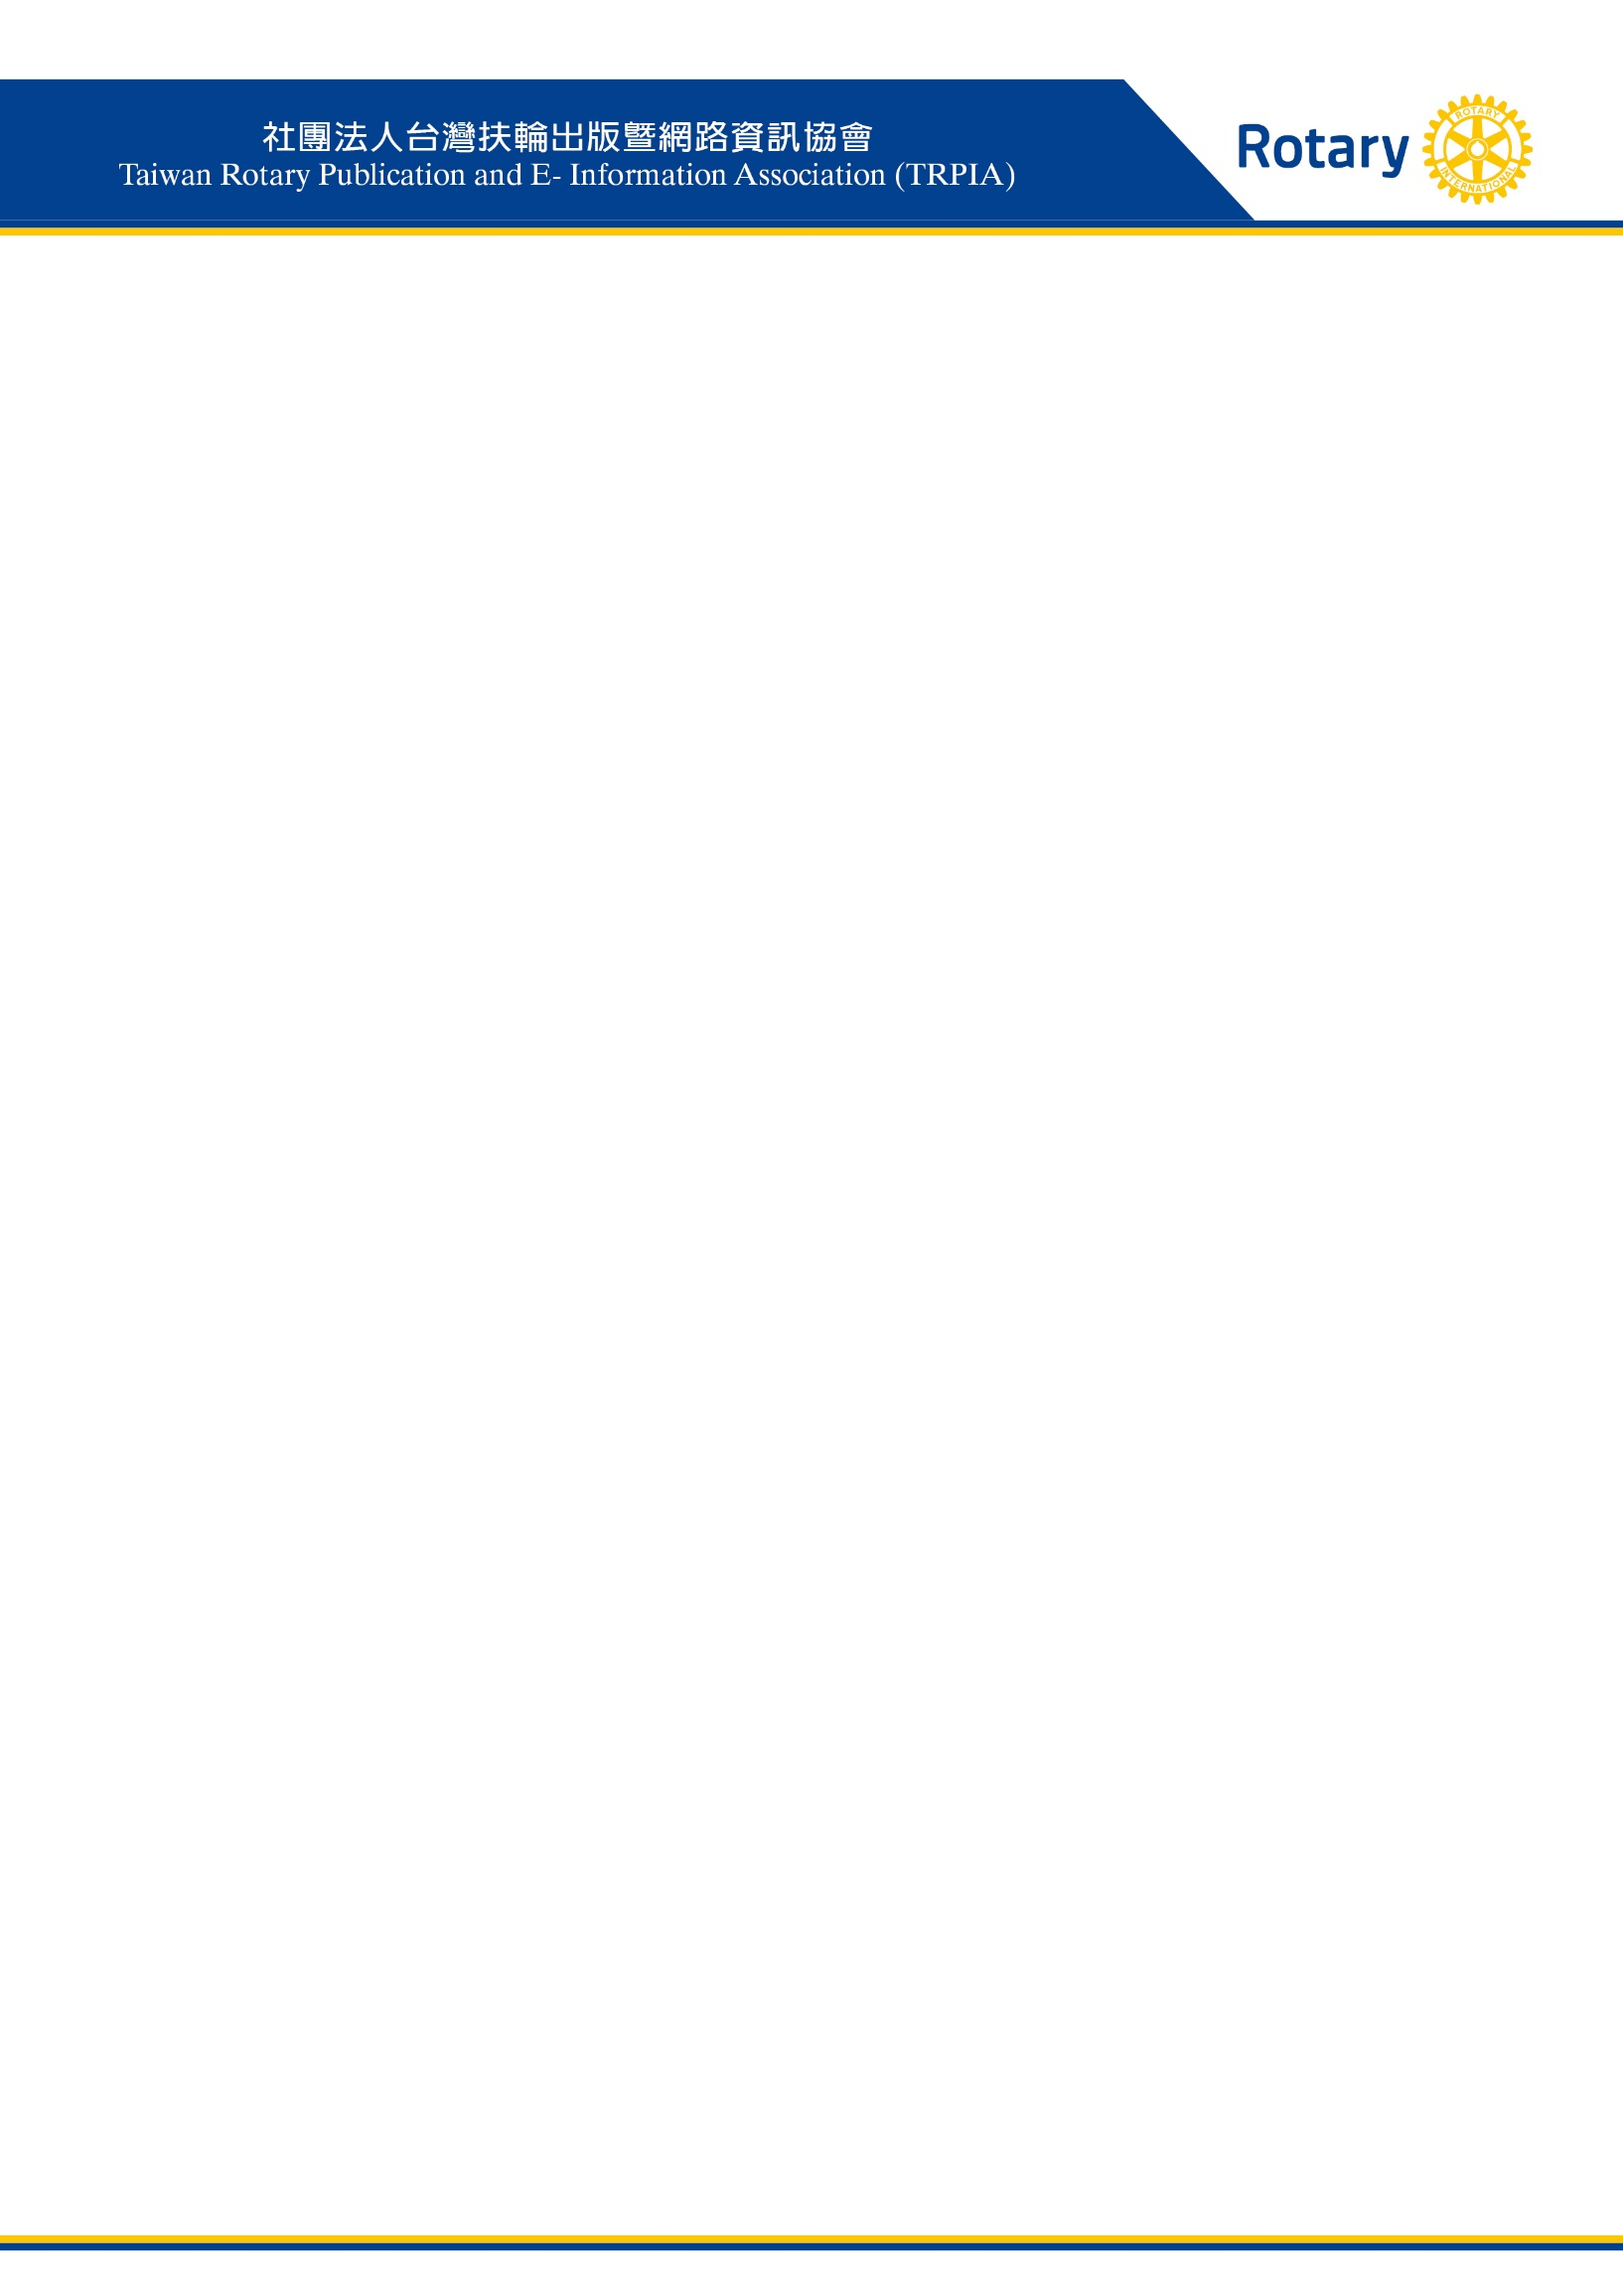 社團法人台灣扶輪出版暨網路資訊協會
Taiwan Rotary Publication and E- Information Association (TRPIA)
Rotary
ROTARY
INTERNATIONAL